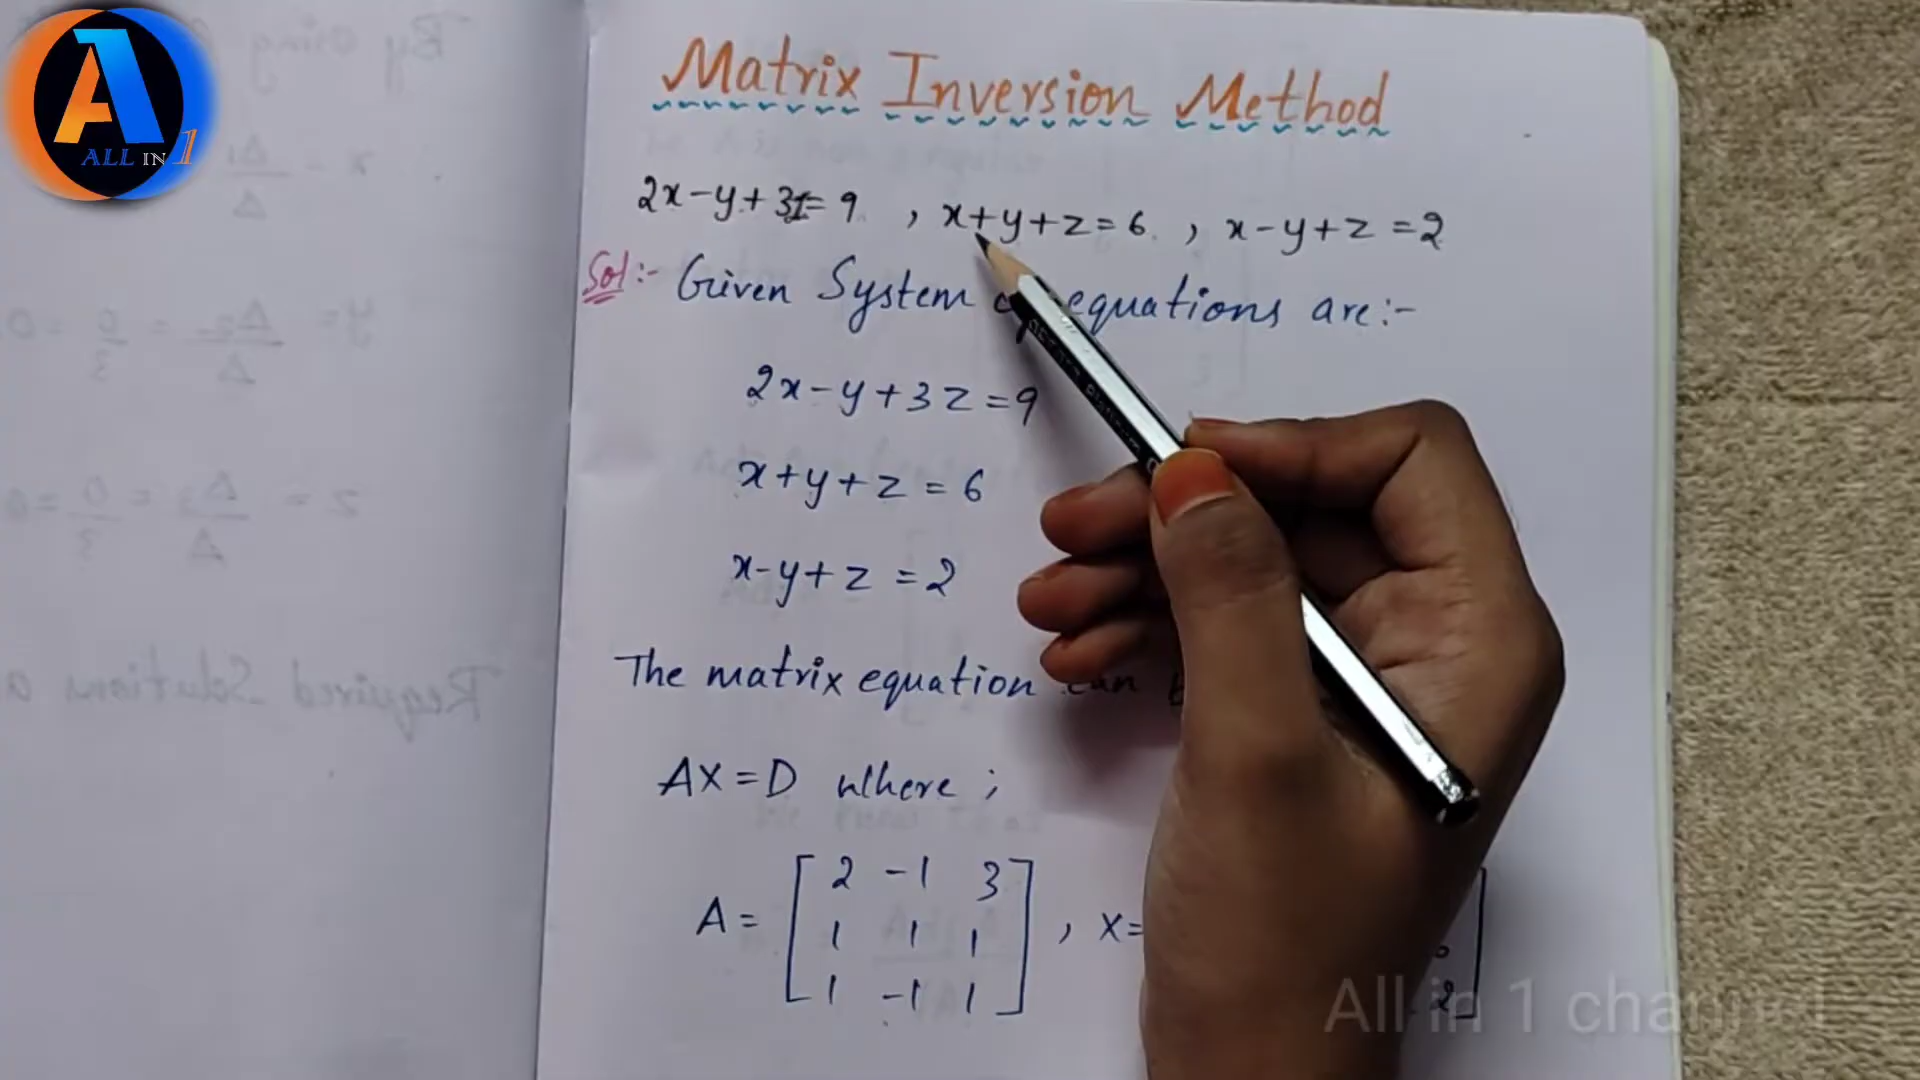 A
ALL IN 1
Matrix Inversion Method
2x-y+3z=9 , x+y+z=6 , x-y+z=2
Sol:- Given System equations are:-
2x-y+3z=9
x+y+z=6
x-y+z=2
The matrix equation can
AX=D where ;
A= [ 2 -1 3
1 1 1
1 -1 1 ] , X=
2 ]
All in 1 channel